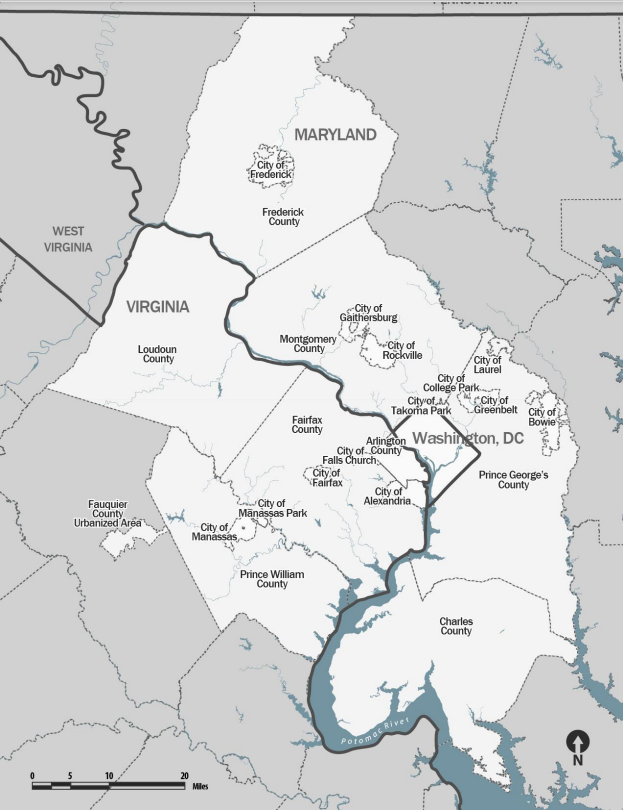 PENNSYLVANIA
MARYLAND
City of
Frederick
Frederick
County
WEST
VIRGINIA
VIRGINIA
Loudoun
County
City of
Gaithersburg
Montgomery
County
City of
Rockville
City of
Laurel
City of
College Park
City of
Takoma Park
City of
Greenbelt
City of
Bowie
Fairfax
County
Arlington
County
Washington, DC
City of
Falls Church
City of
Fairfax
Prince George's
County
City of
Alexandria
Fauquier
County
Urbanized Area
City of
Manassas Park
City of
Manassas
Prince William
County
Charles
County
Potomac River
N
0 5 10 20
Miles